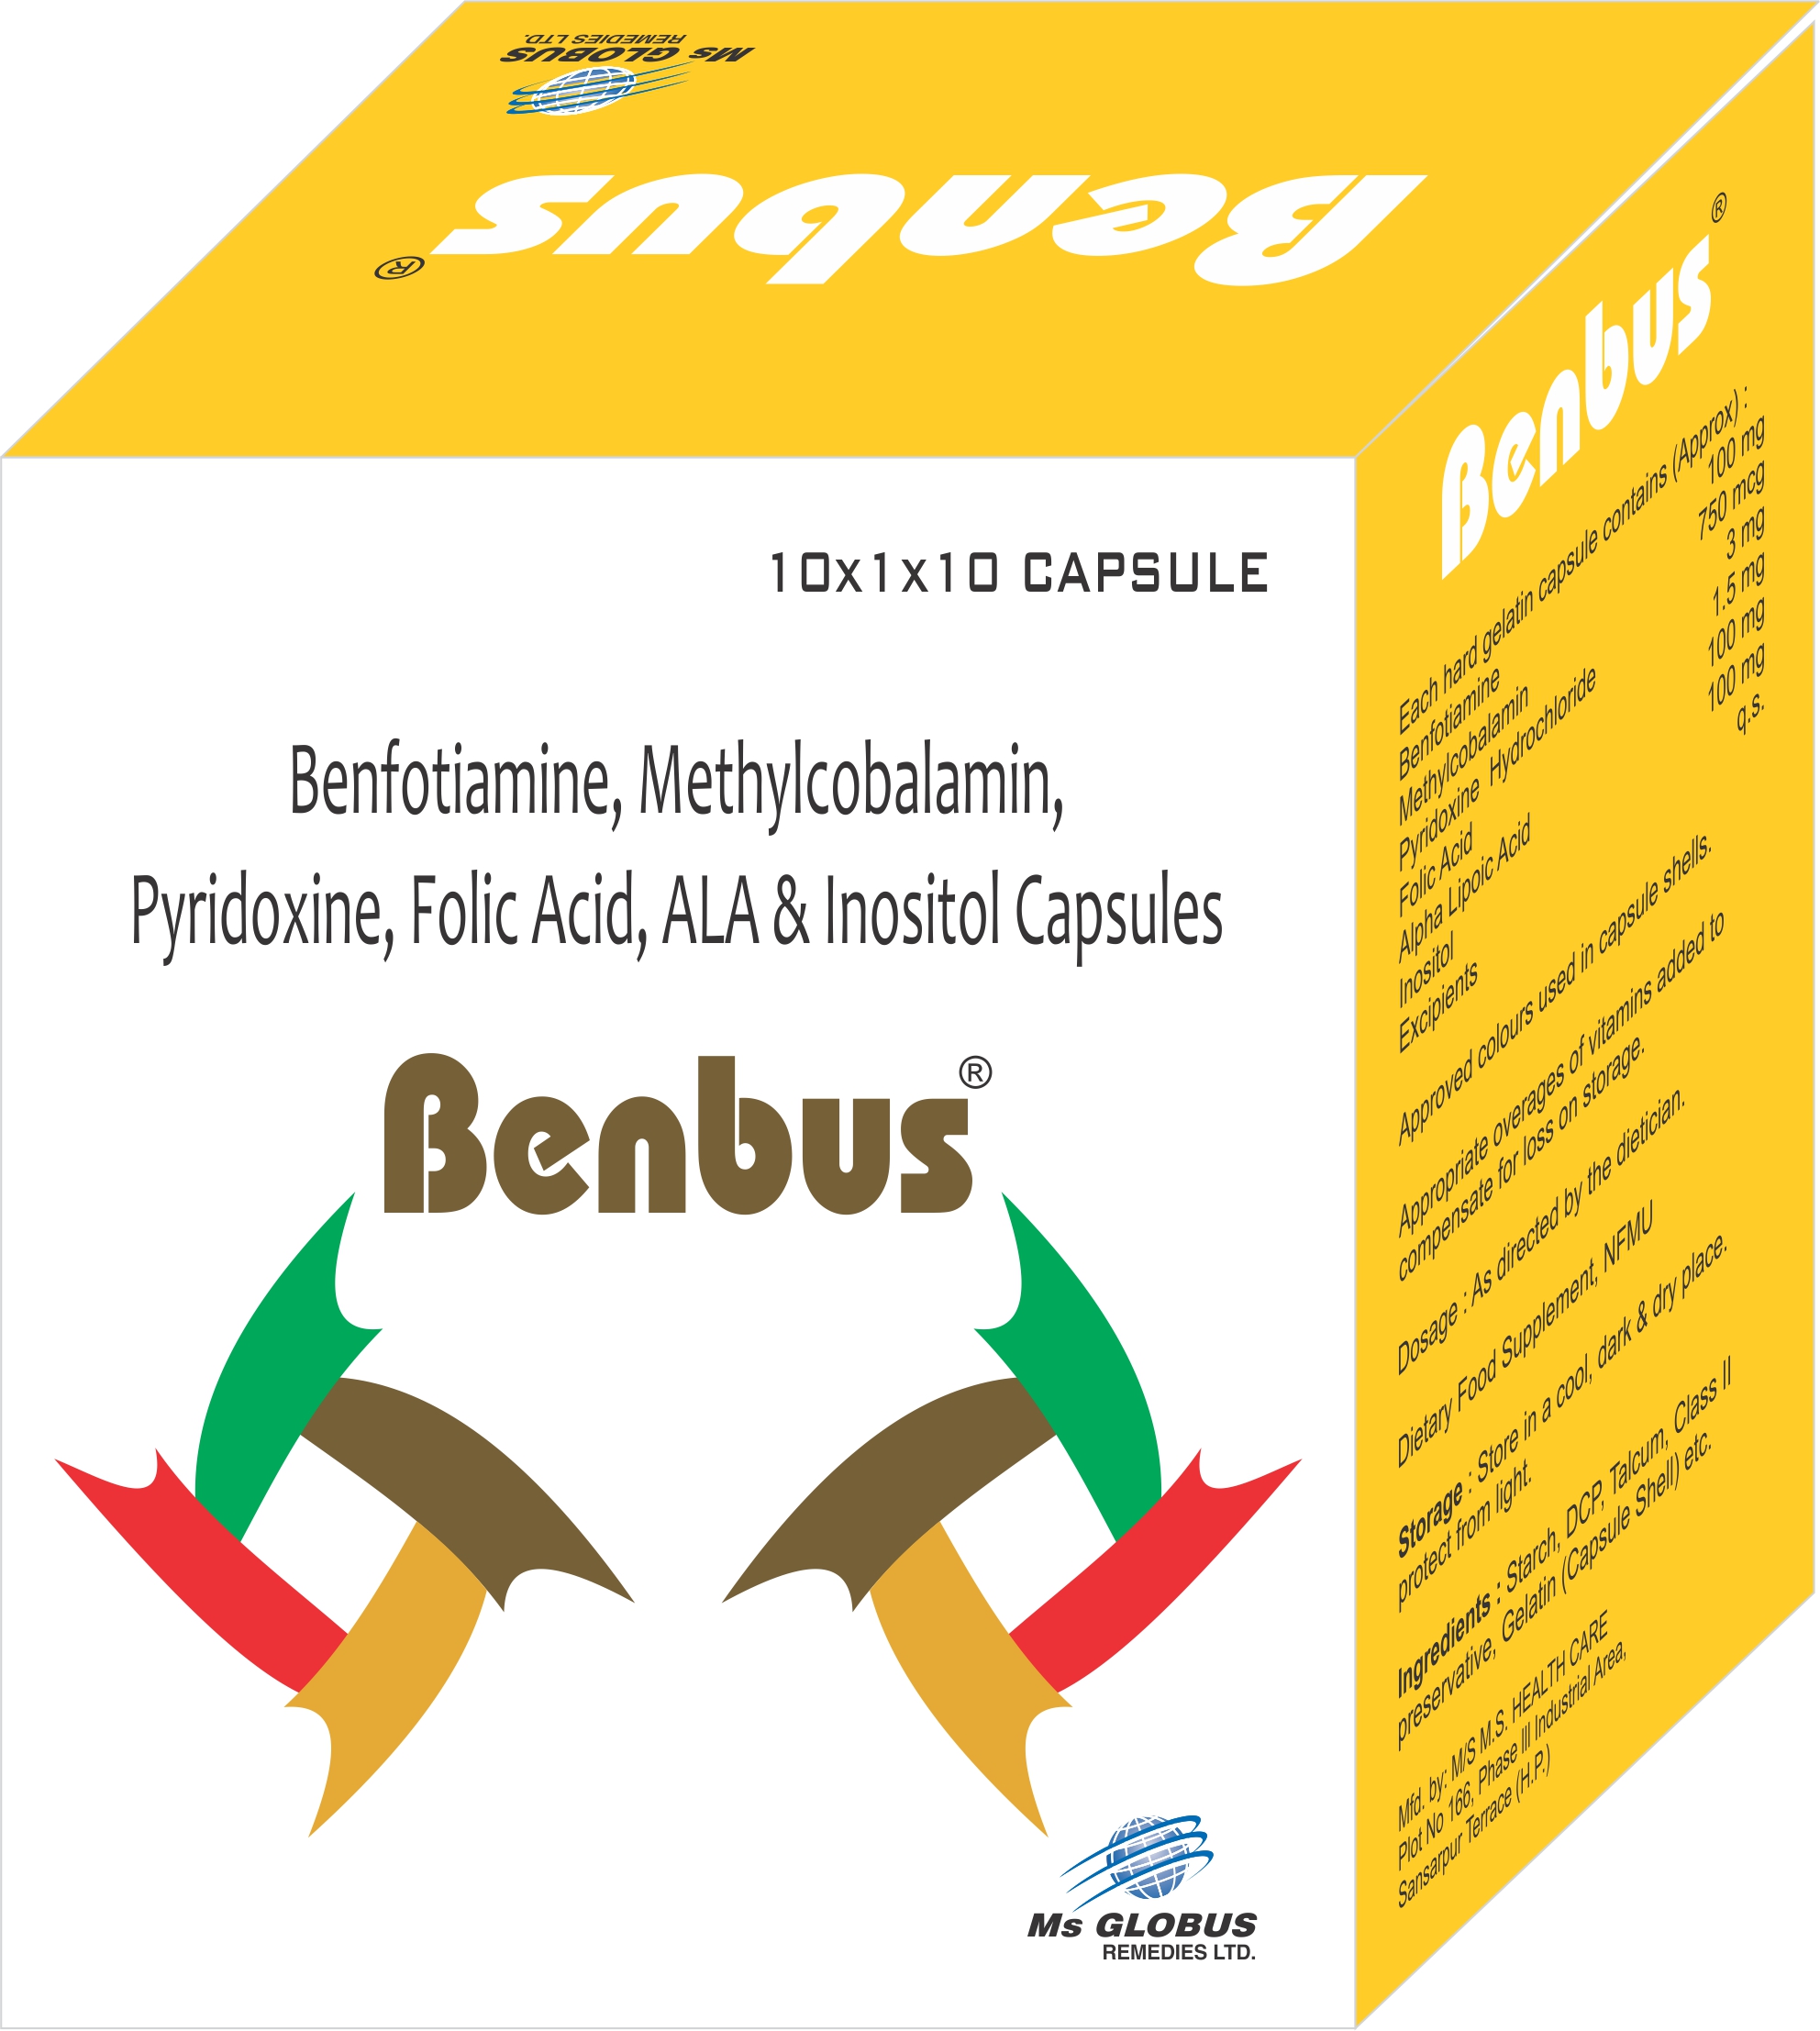 Ms GLOBUS
REMEDIES LTD.
Benbus®
10x1x10 CAPSULE
Benfotiamine, Methylcobalamin,
Pyridoxine, Folic Acid, ALA & Inositol Capsules
Benbus®
Ms GLOBUS
REMEDIES LTD.
Benbus®
Each hard gelatin capsule contains (Approx) :
Benfotiamine 100 mg
Methylcobalamin 750 mcg
Pyridoxine Hydrochloride 3 mg
Folic Acid 1.5 mg
Alpha Lipoic Acid 100 mg
Inositol 100 mg
Excipients q.s.
Approved colours used in capsule shells.
Appropriate overages of vitamins added to
compensate for loss on storage.
Dosage : As directed by the dietician.
Dietary Food Supplement, NFMU
Storage : Store in a cool, dark & dry place.
protect from light.
Ingredients : Starch, DCP, Talcum, Class II
preservative, Gelatin (Capsule Shell) etc.
Mfd. by: M/S M.S. HEALTH CARE
Plot No 166, Phase III Industrial Area,
Sansarpur Terrace (H.P.)